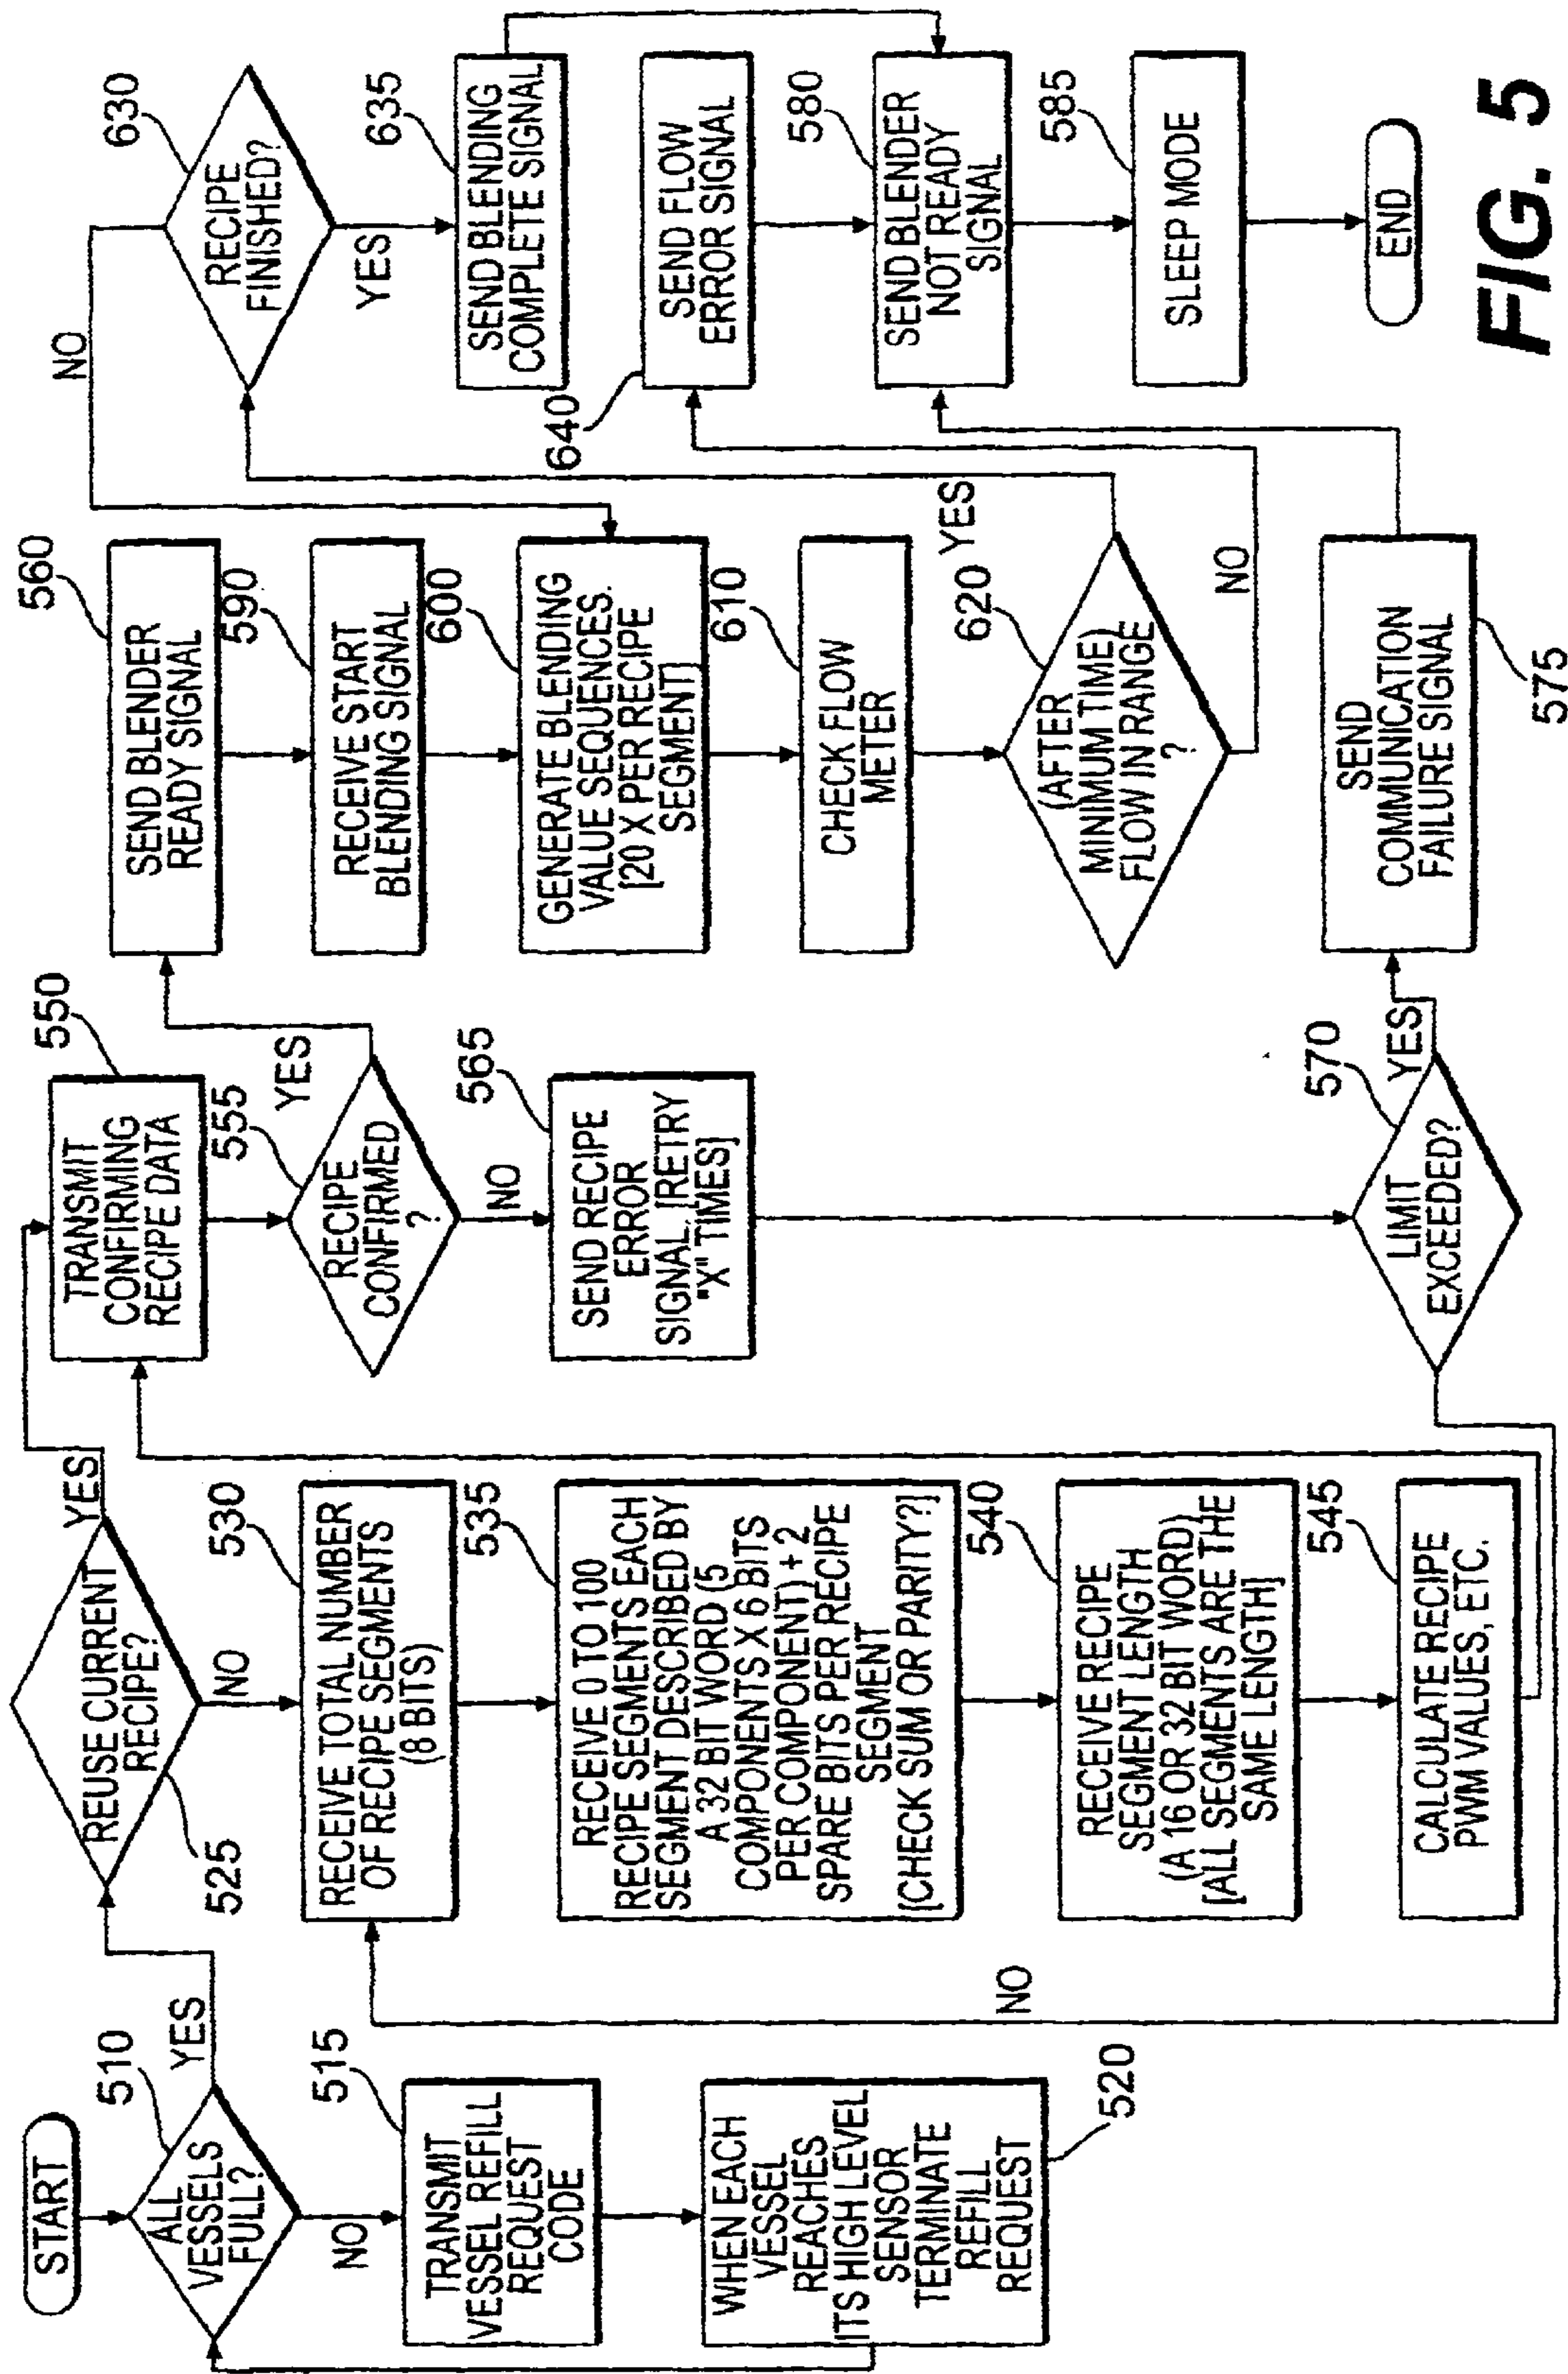 START
510
ALL
VESSELS
FULL?
YES
NO
515
TRANSMIT
VESSEL REFILL
REQUEST
CODE
WHEN EACH
VESSEL
REACHES
ITS HIGH LEVEL
SENSOR
TERMINATE
REFILL
REQUEST
520
REUSE CURRENT
RECIPE?
525
YES
NO
530
RECEIVE TOTAL NUMBER
OF RECIPE SEGMENTS
(8 BITS)
535
RECEIVE 0 TO 100
RECIPE SEGMENTS EACH
SEGMENT DESCRIBED BY
A 32 BIT WORD (5
COMPONENTS X 6 BITS
PER COMPONENT) + 2
SPARE BITS PER RECIPE
SEGMENT
[CHECK SUM OR PARITY?]
540
RECEIVE RECIPE
SEGMENT LENGTH
(A 16 OR 32 BIT WORD)
[ALL SEGMENTS ARE THE
SAME LENGTH]
545
CALCULATE RECIPE
PWM VALUES, ETC.
NO
550
TRANSMIT
CONFIRMING
RECIPE DATA
555
RECIPE
CONFIRMED
?
YES
NO
565
SEND RECIPE
ERROR
SIGNAL. [RETRY
"X" TIMES]
570
LIMIT
EXCEEDED?
YES
560
SEND BLENDER
READY SIGNAL
590
RECEIVE START
BLENDING SIGNAL
600
GENERATE BLENDING
VALUE SEQUENCES.
[20 X PER RECIPE
SEGMENT]
610
CHECK FLOW
METER
620
(AFTER
MINIMUM TIME)
FLOW IN RANGE
?
YES
NO
SEND
COMMUNICATION
FAILURE SIGNAL
575
630
RECIPE
FINISHED?
NO
YES
635
SEND BLENDING
COMPLETE SIGNAL
640
SEND FLOW
ERROR SIGNAL
580
SEND BLENDER
NOT READY
SIGNAL
585
SLEEP MODE
END
FIG. 5